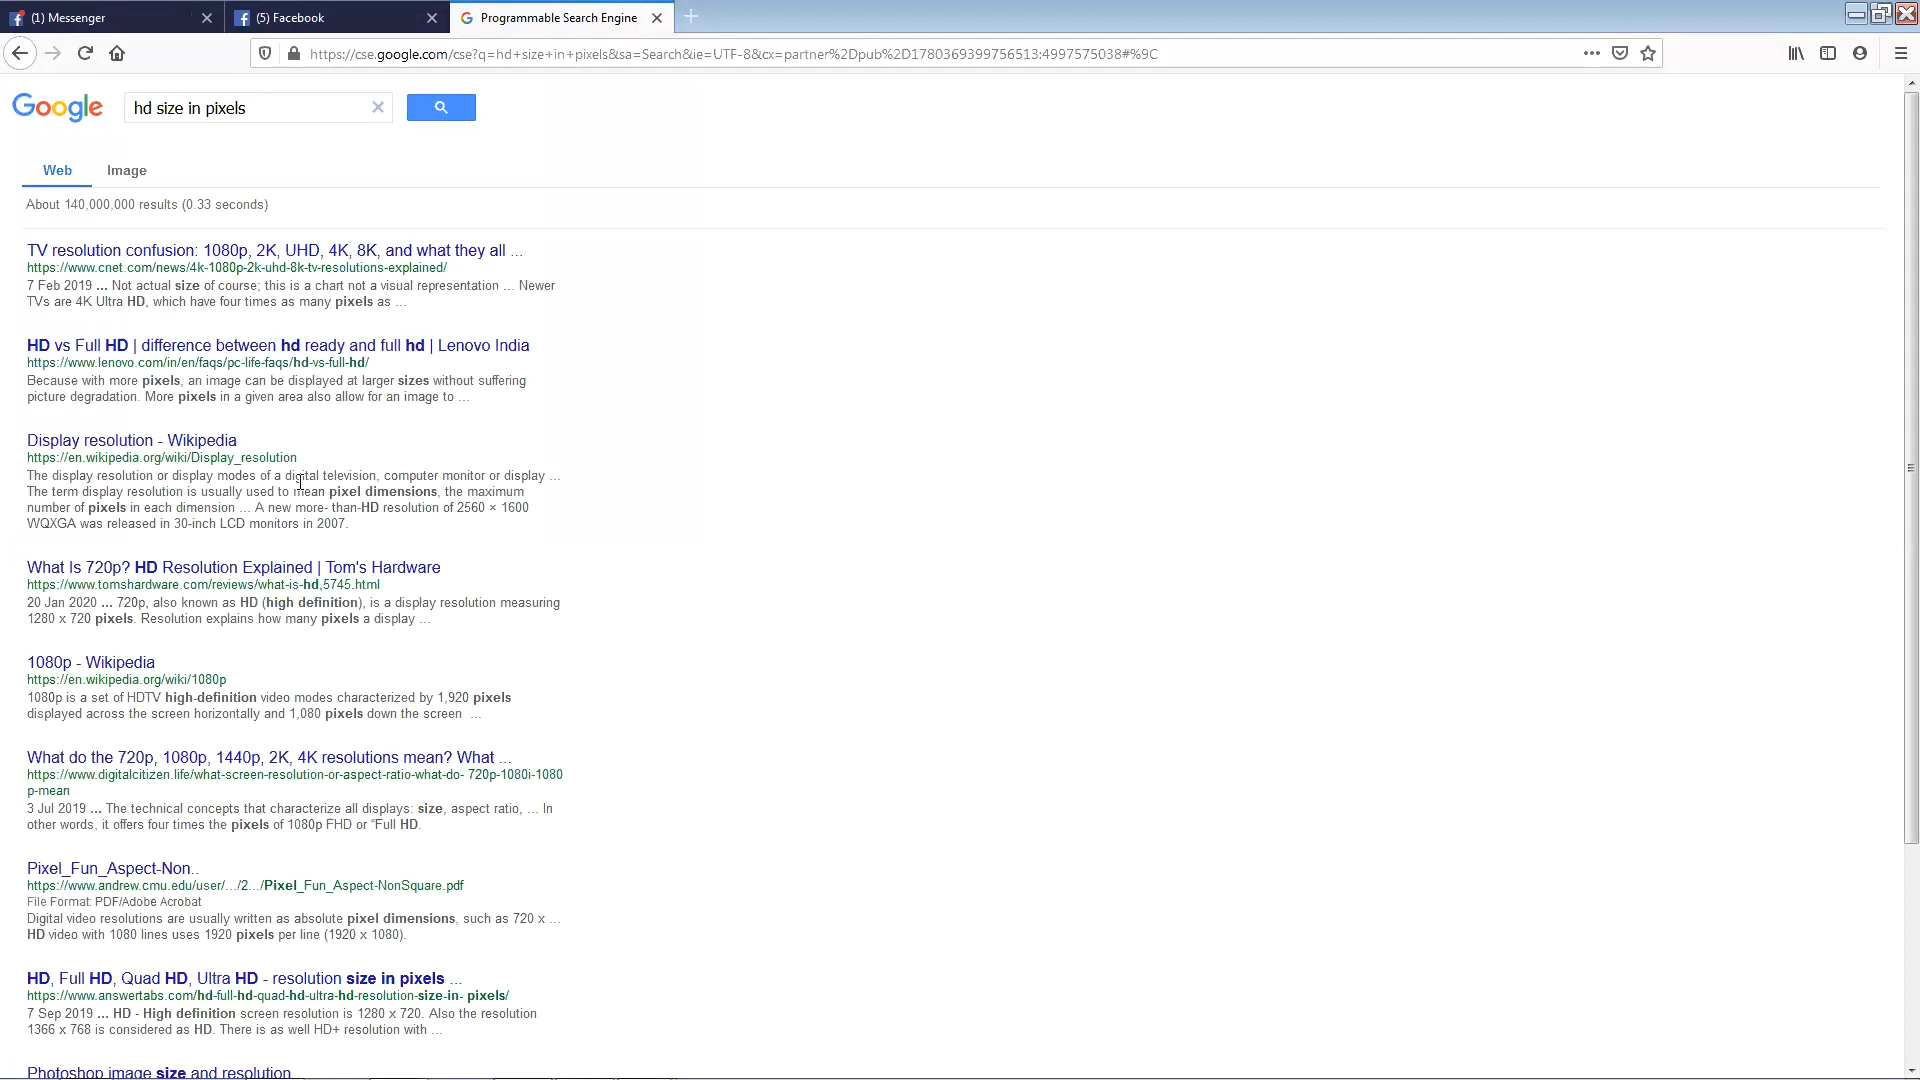 (1) Messenger
(5) Facebook
Programmable Search Engine
https://cse.google.com/cse?q=hd+size+in+pixels&sa=Search&ie=UTF-8&cx=partner%2Dpub%2D1780369399756513:4997575038#%9C
Google
hd size in pixels
Web
Image
About 140,000,000 results (0.33 seconds)
TV resolution confusion: 1080p, 2K, UHD, 4K, 8K, and what they all ...
https://www.cnet.com/news/4k-1080p-2k-uhd-8k-tv-resolutions-explained/
7 Feb 2019 ... Not actual size of course; this is a chart not a visual representation ... Newer
TVs are 4K Ultra HD, which have four times as many pixels as ...
HD vs Full HD | difference between hd ready and full hd | Lenovo India
https://www.lenovo.com/in/en/faqs/pc-life-faqs/hd-vs-full-hd/
Because with more pixels, an image can be displayed at larger sizes without suffering
picture degradation. More pixels in a given area also allow for an image to ...
Display resolution - Wikipedia
https://en.wikipedia.org/wiki/Display_resolution
The display resolution or display modes of a digital television, computer monitor or display ...
The term display resolution is usually used to mean pixel dimensions, the maximum
number of pixels in each dimension ... A new more- than-HD resolution of 2560 × 1600
WQXGA was released in 30-inch LCD monitors in 2007.
What Is 720p? HD Resolution Explained | Tom's Hardware
https://www.tomshardware.com/reviews/what-is-hd,5745.html
20 Jan 2020 ... 720p, also known as HD (high definition), is a display resolution measuring
1280 x 720 pixels. Resolution explains how many pixels a display ...
1080p - Wikipedia
https://en.wikipedia.org/wiki/1080p
1080p is a set of HDTV high-definition video modes characterized by 1,920 pixels
displayed across the screen horizontally and 1,080 pixels down the screen ...
What do the 720p, 1080p, 1440p, 2K, 4K resolutions mean? What ...
https://www.digitalcitizen.life/what-screen-resolution-or-aspect-ratio-what-do- 720p-1080i-1080
p-mean
3 Jul 2019 ... The technical concepts that characterize all displays: size, aspect ratio, ... In
other words, it offers four times the pixels of 1080p FHD or “Full HD.
Pixel_Fun_Aspect-Non..
https://www.andrew.cmu.edu/user/.../2.../Pixel_Fun_Aspect-NonSquare.pdf
File Format: PDF/Adobe Acrobat
Digital video resolutions are usually written as absolute pixel dimensions, such as 720 x ...
HD video with 1080 lines uses 1920 pixels per line (1920 x 1080).
HD, Full HD, Quad HD, Ultra HD - resolution size in pixels ...
https://www.answertabs.com/hd-full-hd-quad-hd-ultra-hd-resolution-size-in- pixels/
7 Sep 2019 ... HD - High definition screen resolution is 1280 x 720. Also the resolution
1366 x 768 is considered as HD. There is as well HD+ resolution with ...
Photoshop image size and resolution